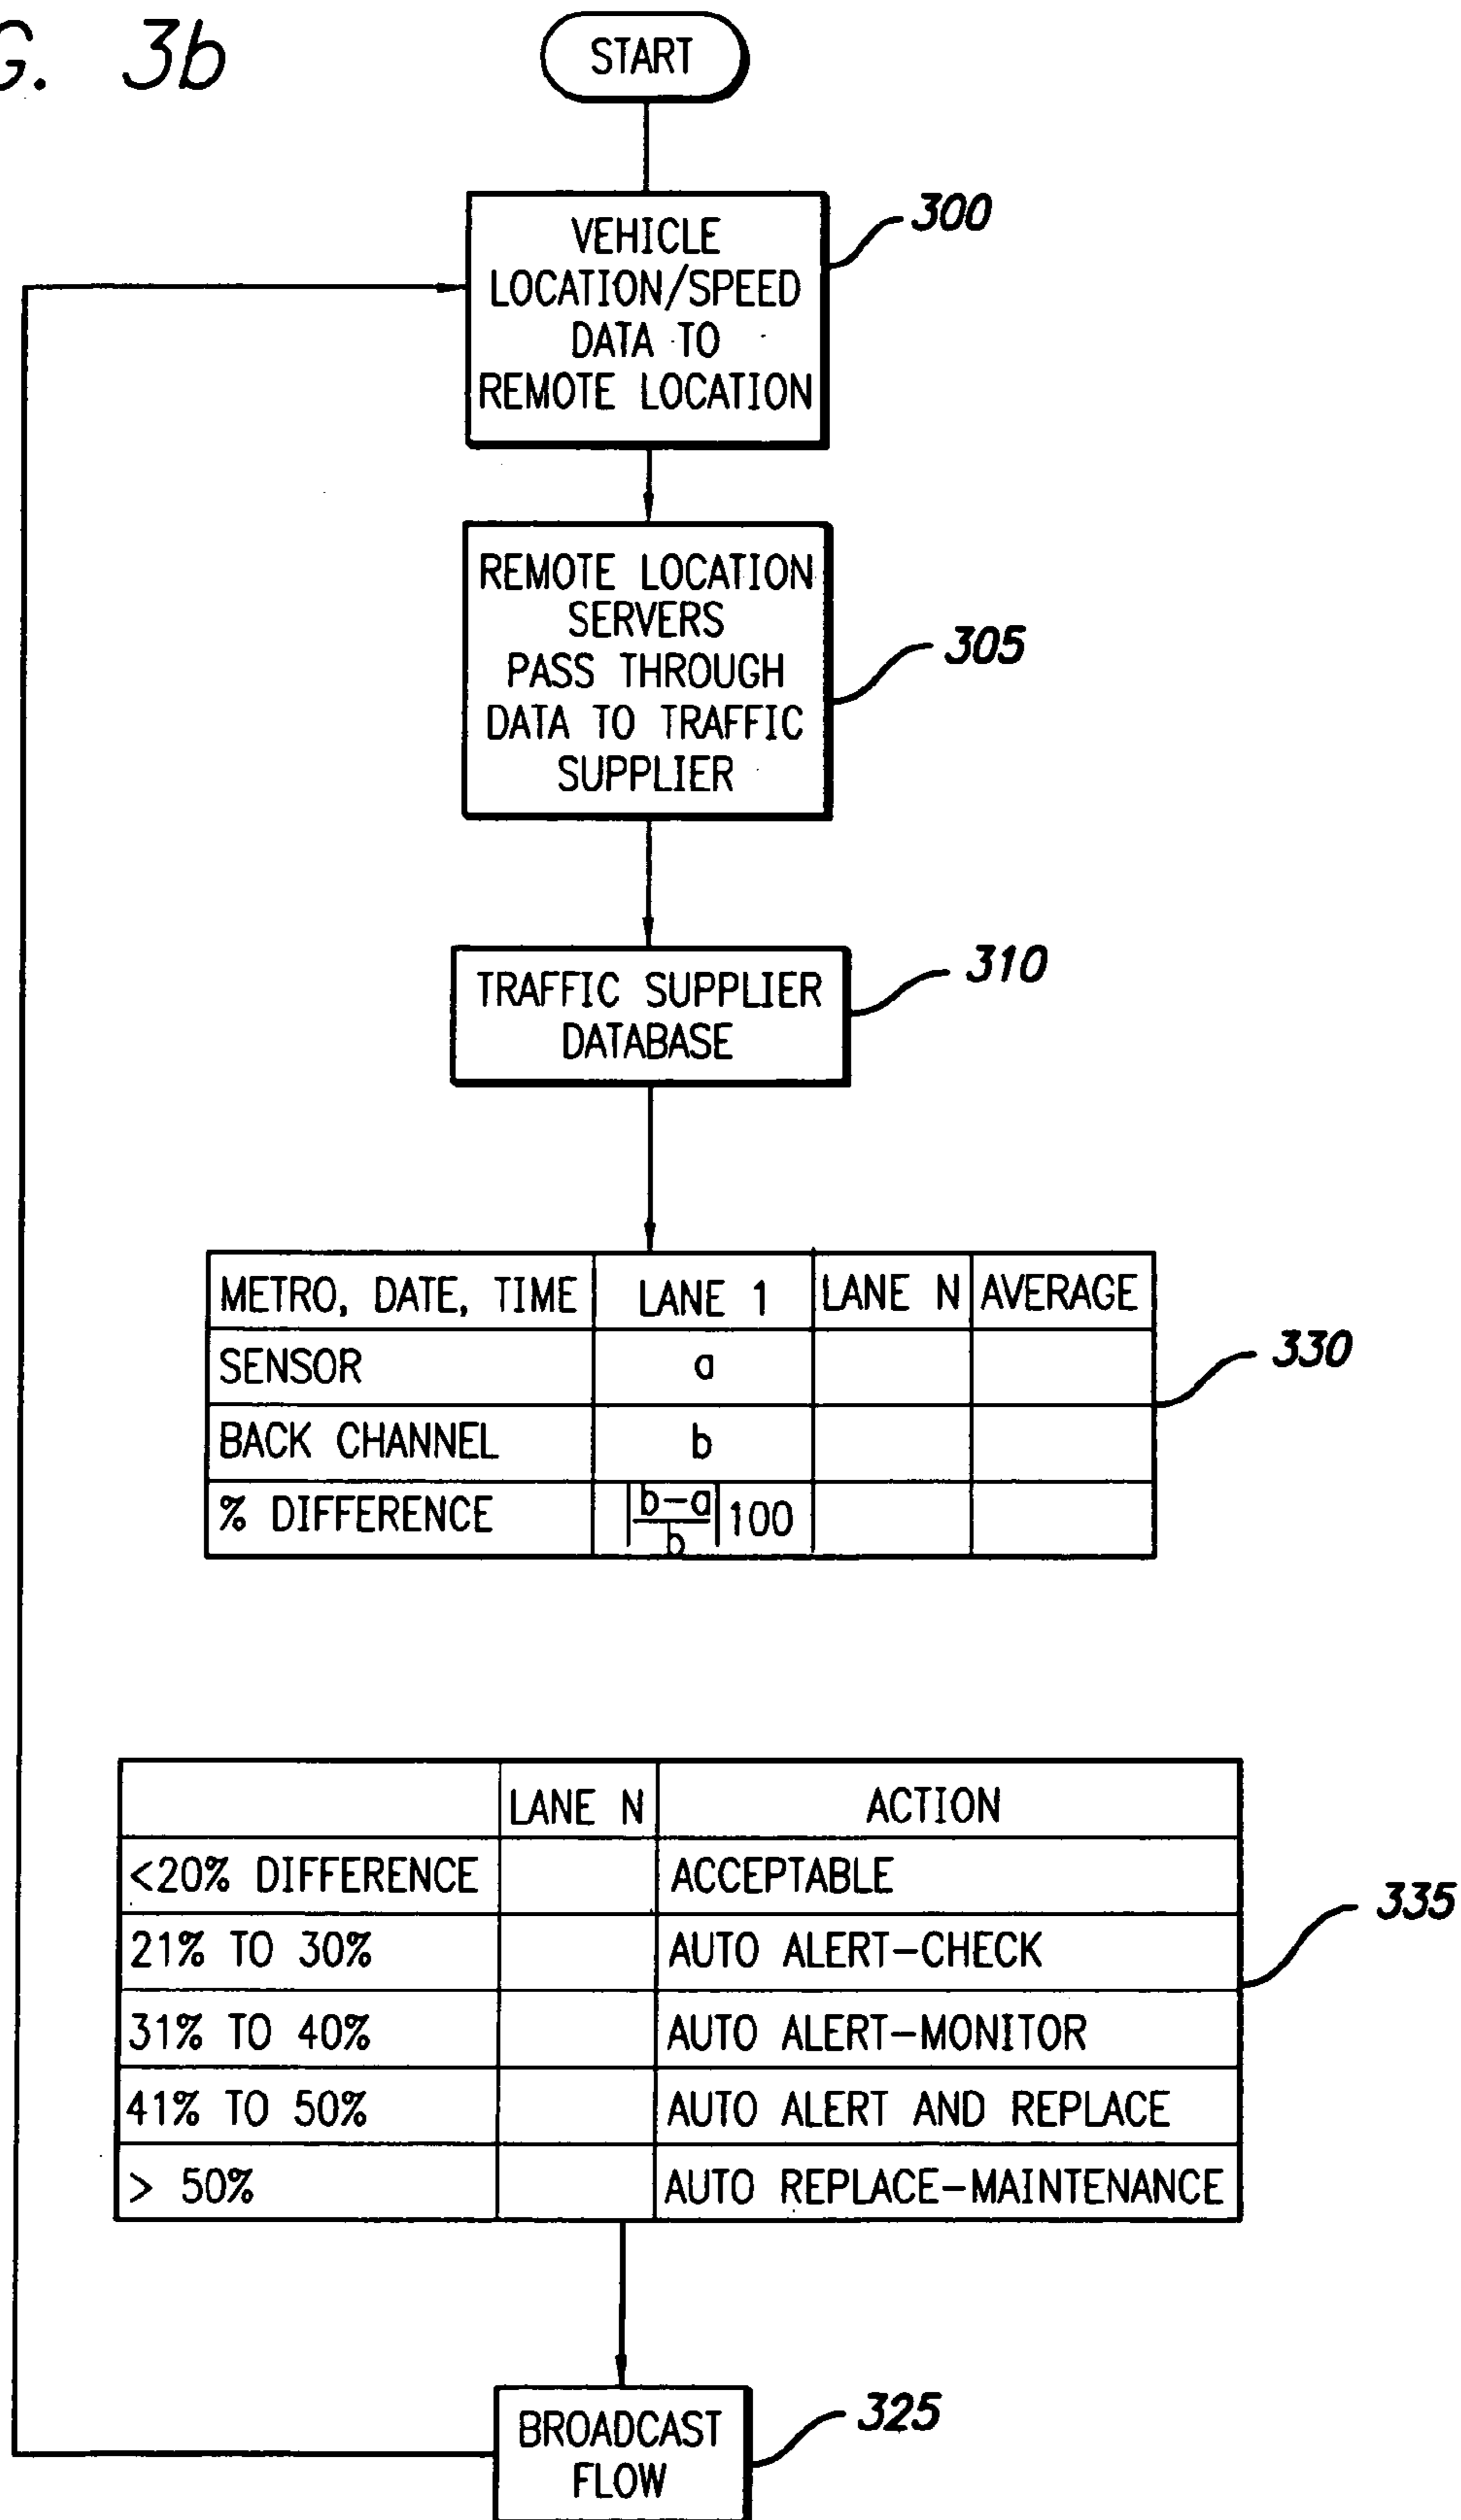 G. 3b
START
VEHICLE
LOCATION/SPEED
DATA TO
REMOTE LOCATION
300
REMOTE LOCATION
SERVERS
PASS THROUGH
DATA TO TRAFFIC
SUPPLIER
305
TRAFFIC SUPPLIER
DATABASE
310
METRO, DATE, TIME LANE 1 LANE N AVERAGE
SENSOR a
BACK CHANNEL b
% DIFFERENCE |b-a/b| 100
330
LANE N ACTION
<20% DIFFERENCE ACCEPTABLE
21% TO 30% AUTO ALERT-CHECK
31% TO 40% AUTO ALERT-MONITOR
41% TO 50% AUTO ALERT AND REPLACE
> 50% AUTO REPLACE-MAINTENANCE
335
BROADCAST
FLOW
325